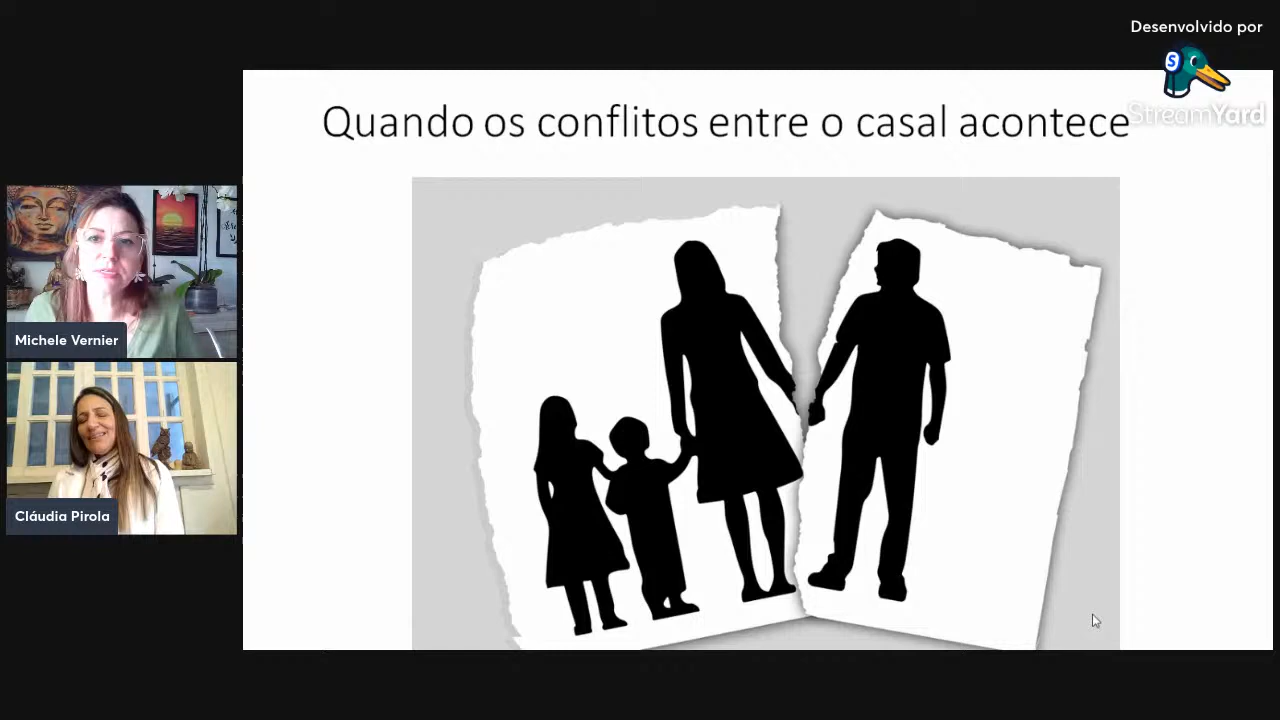 Desenvolvido por
StreamYard
Quando os conflitos entre o casal acontece
Michele Vernier
Cláudia Pirola